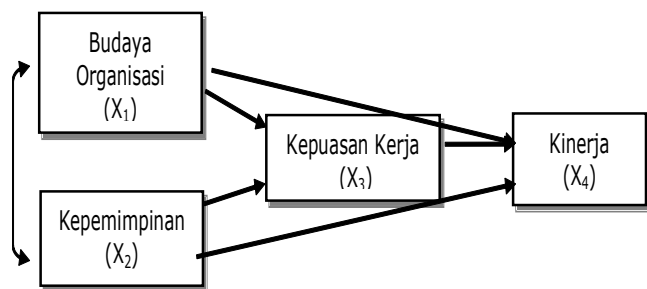 Budaya
Organisasi
(X₁)
Kepuasan Kerja
(X₃)
Kinerja
(X₄)
Kepemimpinan
(X₂)